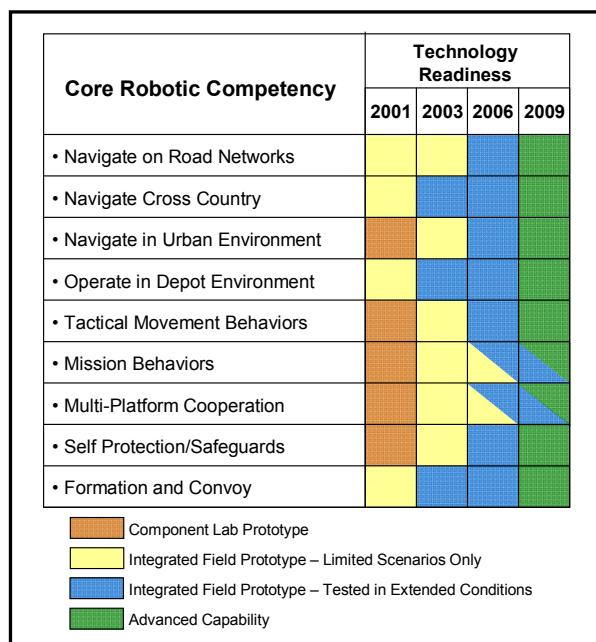 Core Robotic Competency
Technology
Readiness
2001 2003 2006 2009
• Navigate on Road Networks
• Navigate Cross Country
• Navigate in Urban Environment
• Operate in Depot Environment
• Tactical Movement Behaviors
• Mission Behaviors
• Multi-Platform Cooperation
• Self Protection/Safeguards
• Formation and Convoy
Component Lab Prototype
Integrated Field Prototype – Limited Scenarios Only
Integrated Field Prototype – Tested in Extended Conditions
Advanced Capability